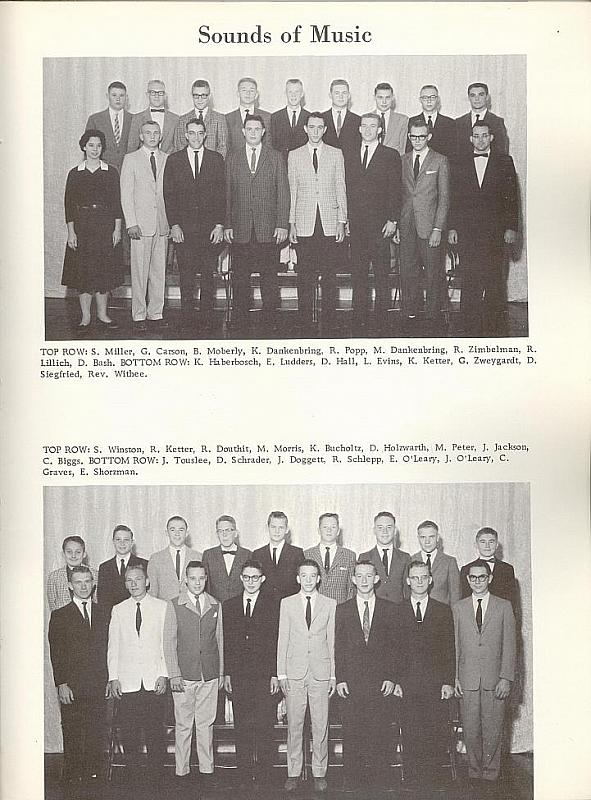 Sounds of Music
TOP ROW: S. Miller, G. Carson, B. Moberly, K. Dankenbring, R. Popp, M. Dankenbring, R. Zimbelman, R.
Lillich, D. Bash. BOTTOM ROW: K. Haberbosch, E. Ludders, D. Hall, L. Evins, K. Ketter, G. Zweygardt, D.
Siegfried, Rev. Withee.
TOP ROW: S. Winston, R. Ketter, R. Douthit, M. Morris, K. Bucholtz, D. Holzwarth, M. Peter, J. Jackson,
C. Biggs. BOTTOM ROW: J. Touslee, D. Schrader, J. Doggett, R. Schlepp, E. O'Leary, J. O'Leary, C.
Graves, E. Shorzman.